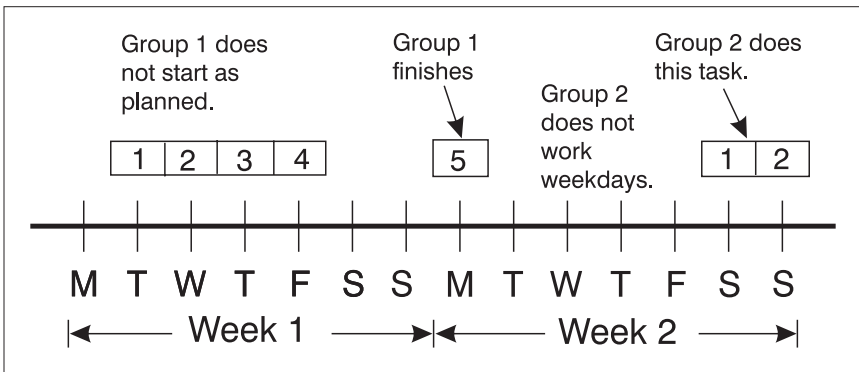 Group 1 does
not start as
planned.
Group 1
finishes
Group 2
does not
work
weekdays.
Group 2 does
this task.
1 2 3 4
5
1 2
M T W T F S S M T W T F S S
Week 1
Week 2